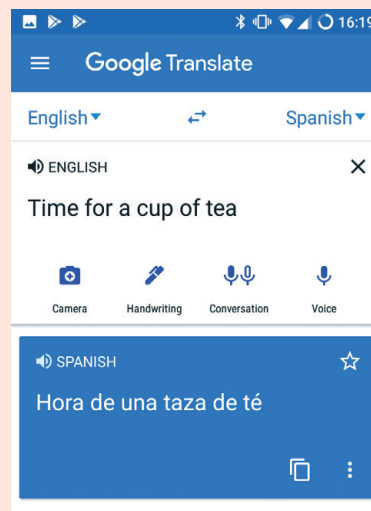 16:19
Google Translate
English Spanish
ENGLISH
Time for a cup of tea
Camera Handwriting Conversation Voice
SPANISH
Hora de una taza de té